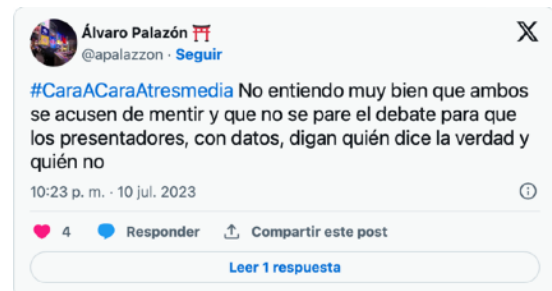 Álvaro Palazón ⛩️
@apalazzon · Seguir
#CaraACaraAtresmedia No entiendo muy bien que ambos
se acusen de mentir y que no se pare el debate para que
los presentadores, con datos, digan quién dice la verdad y
quién no
10:23 p. m. · 10 jul. 2023
4 Responder Compartir este post
Leer 1 respuesta